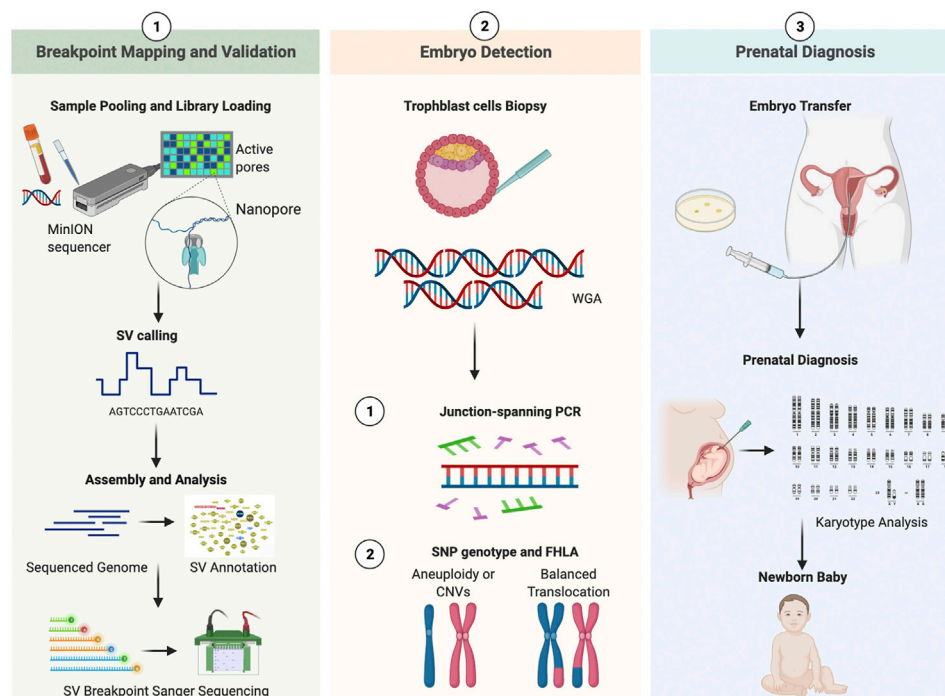 1
Breakpoint Mapping and Validation
Sample Pooling and Library Loading
Active
pores
Nanopore
MinION
sequencer
SV calling
AGTCCCTGAATCGA
Assembly and Analysis
Sequenced Genome
SV Annotation
SV Breakpoint Sanger Sequencing
2
Embryo Detection
Trophblast cells Biopsy
WGA
1
Junction-spanning PCR
2
SNP genotype and FHLA
Aneuploidy or
CNVs
Balanced
Translocation
3
Prenatal Diagnosis
Embryo Transfer
Prenatal Diagnosis
Karyotype Analysis
Newborn Baby